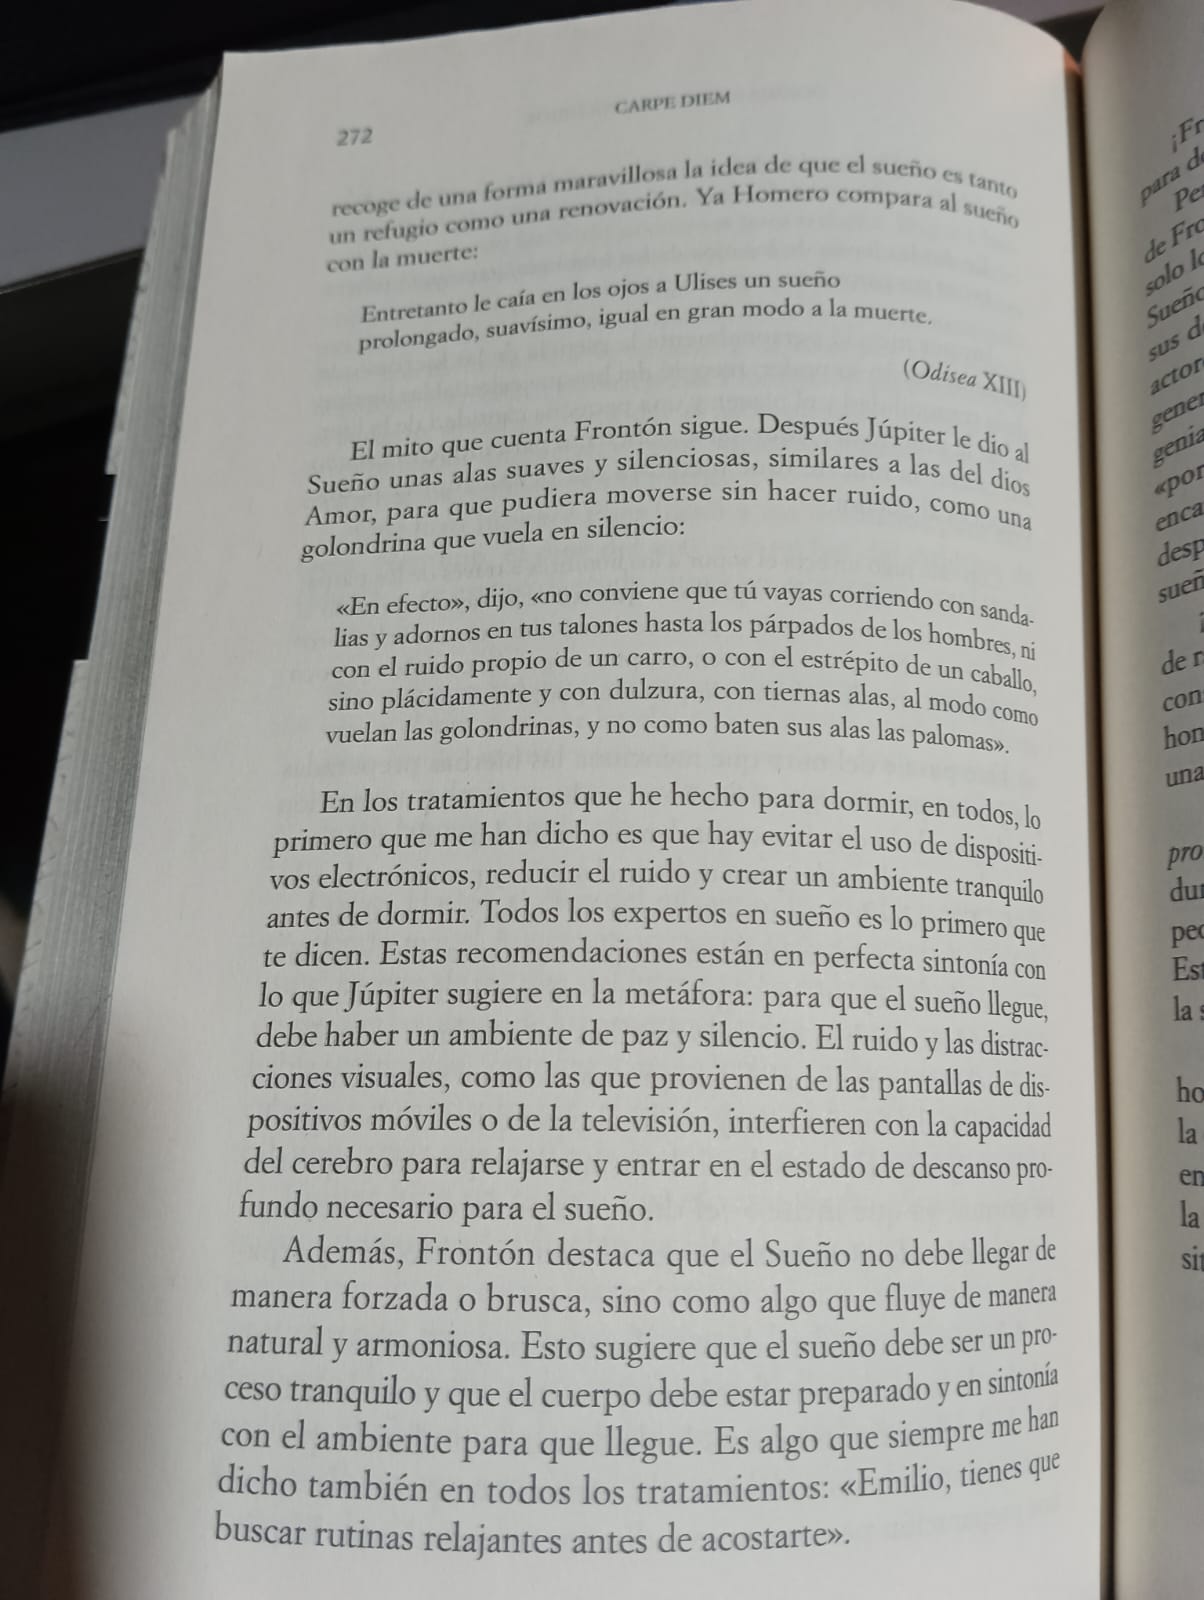 272
CARPE DIEM
recoge de una forma maravillosa la idea de que el sueño es tanto
un refugio como una renovación. Ya Homero compara al sueño
con la muerte:
Entretanto le caía en los ojos a Ulises un sueño
prolongado, suavísimo, igual en gran modo a la muerte.
(Odisea XIII)
El mito que cuenta Frontón sigue. Después Júpiter le dio al
Sueño unas alas suaves y silenciosas, similares a las del dios
Amor, para que pudiera moverse sin hacer ruido, como una
golondrina que vuela en silencio:
«En efecto», dijo, «no conviene que tú vayas corriendo con sanda-
lias y adornos en tus talones hasta los párpados de los hombres, ni
con el ruido propio de un carro, o con el estrépito de un caballo,
sino plácidamente y con dulzura, con tiernas alas, al modo como
vuelan las golondrinas, y no como baten sus alas las palomas».
En los tratamientos que he hecho para dormir, en todos, lo
primero que me han dicho es que hay evitar el uso de dispositi-
vos electrónicos, reducir el ruido y crear un ambiente tranquilo
antes de dormir. Todos los expertos en sueño es lo primero que
te dicen. Estas recomendaciones están en perfecta sintonía con
lo que Júpiter sugiere en la metáfora: para que el sueño llegue,
debe haber un ambiente de paz y silencio. El ruido y las distrac-
ciones visuales, como las que provienen de las pantallas de dis-
positivos móviles o de la televisión, interfieren con la capacidad
del cerebro para relajarse y entrar en el estado de descanso pro-
fundo necesario para el sueño.
Además, Frontón destaca que el Sueño no debe llegar de
manera forzada o brusca, sino como algo que fluye de manera
natural y armoniosa. Esto sugiere que el sueño debe ser un pro-
ceso tranquilo y que el cuerpo debe estar preparado y en sintonía
con el ambiente para que llegue. Es algo que siempre me han
dicho también en todos los tratamientos: «Emilio, tienes que
buscar rutinas relajantes antes de acostarte».
para
de
solo
sus
la
en
la